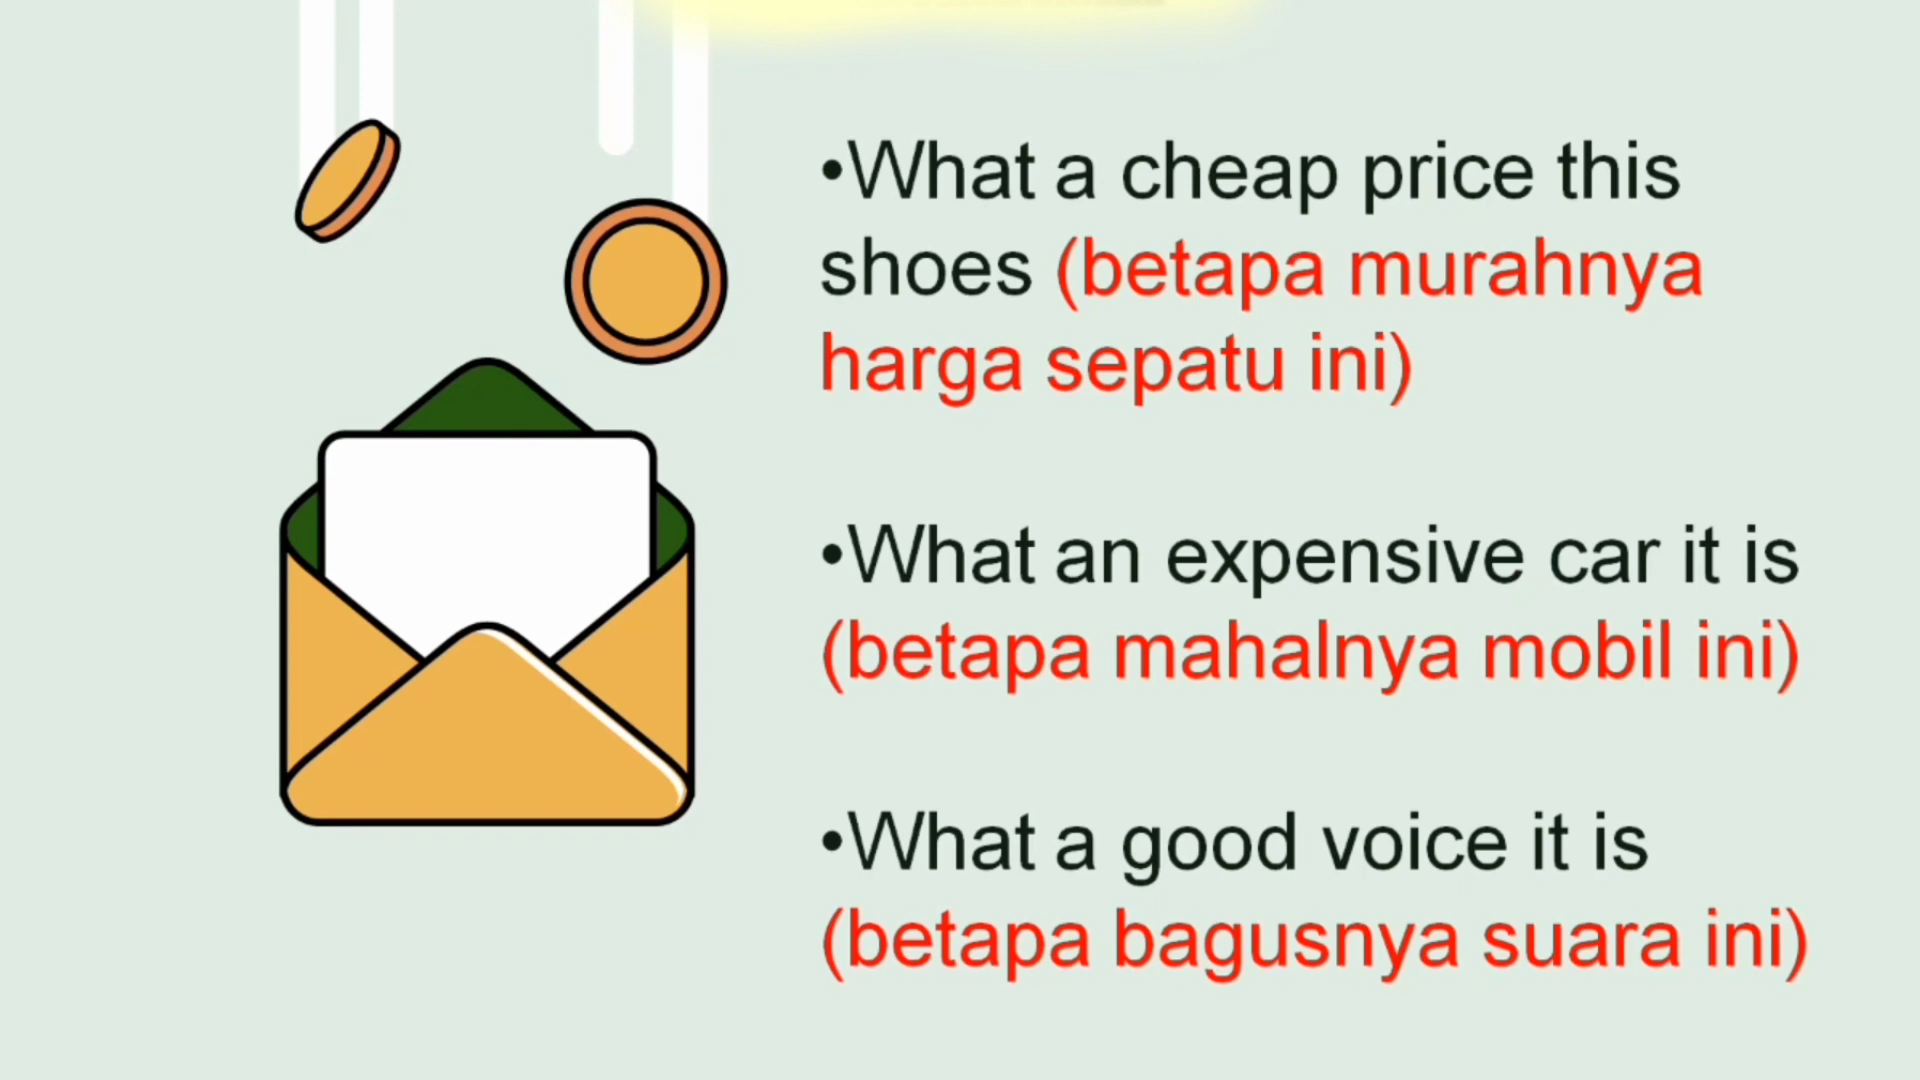 •What a cheap price this
shoes (betapa murahnya
harga sepatu ini)
•What an expensive car it is
(betapa mahalnya mobil ini)
•What a good voice it is
(betapa bagusnya suara ini)